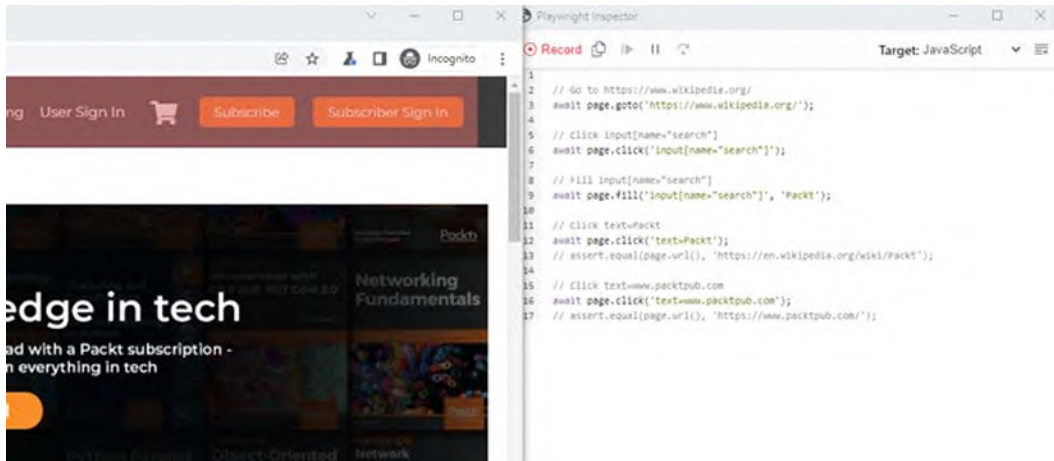 Incognito
ng User Sign In Subscribe Subscriber Sign In
Packt
Networking
Fundamentals
edge in tech
ad with a Packt subscription -
n everything in tech
Packt
Object-Oriented
Network
Playwright Inspector
Record
Target: JavaScript
1
2 // Go to https://www.wikipedia.org/
3 await page.goto('https://www.wikipedia.org/');
4
5 // Click input[name="search"]
6 await page.click('input[name="search"]');
7
8 // Fill input[name="search"]
9 await page.fill('input[name="search"]', 'Packt');
10
11 // Click text=Packt
12 await page.click('text=Packt');
13 // assert.equal(page.url(), 'https://en.wikipedia.org/wiki/Packt');
14
15 // Click text=www.packtpub.com
16 await page.click('text=www.packtpub.com');
17 // assert.equal(page.url(), 'https://www.packtpub.com/');